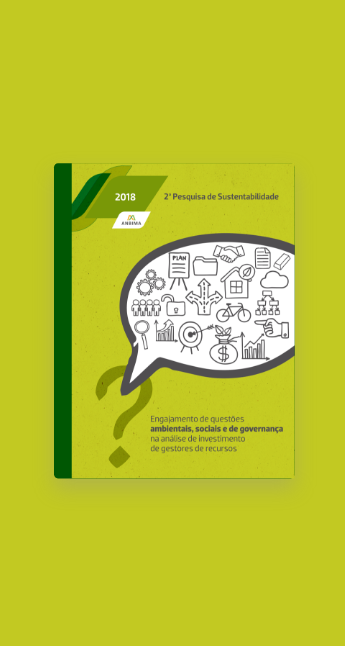 2018
2ª Pesquisa de Sustentabilidade
ANBIMA
PLAN
$
Engajamento de questões
ambientais, sociais e de governança
na análise de investimento
de gestores de recursos
?